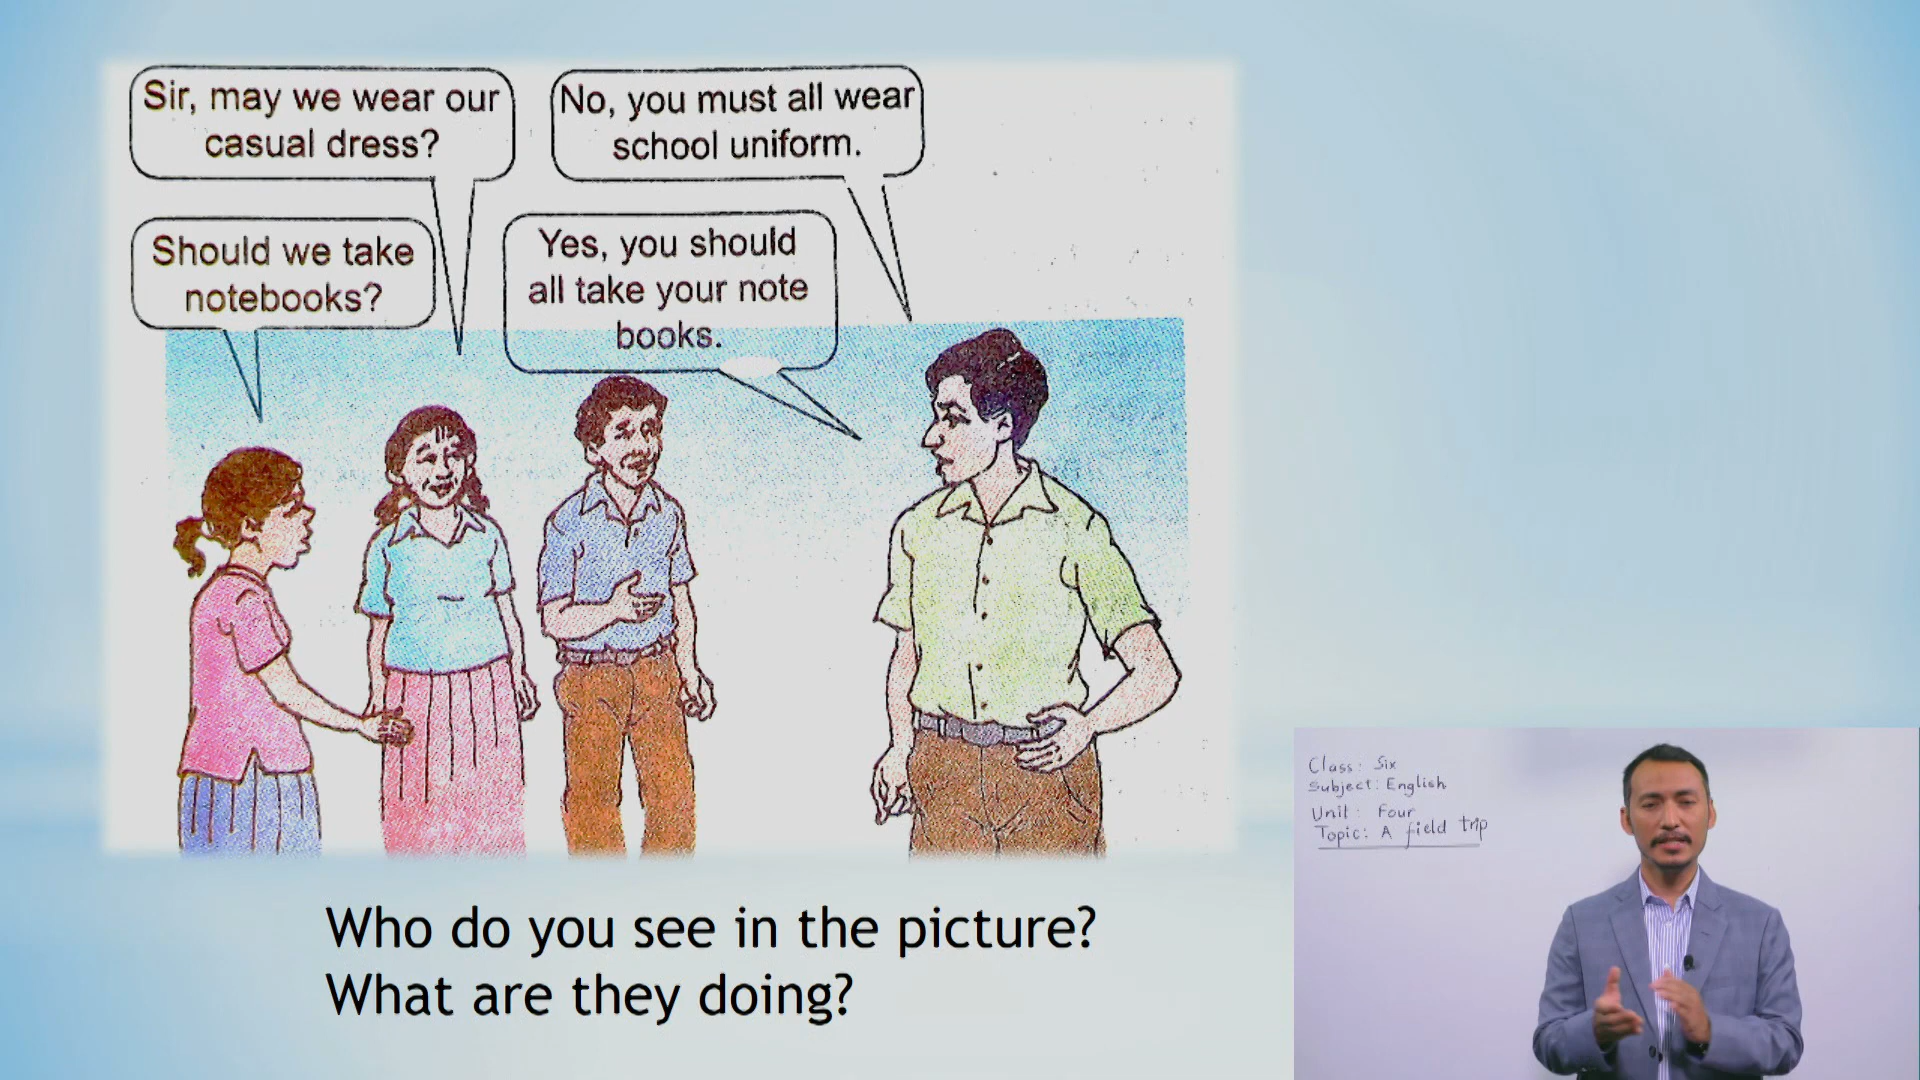 Sir, may we wear our
casual dress?
No, you must all wear
school uniform.
Should we take
notebooks?
Yes, you should
all take your note
books.
Who do you see in the picture?
What are they doing?
Class: Six
Subject: English
Unit: Four
Topic: A field trip